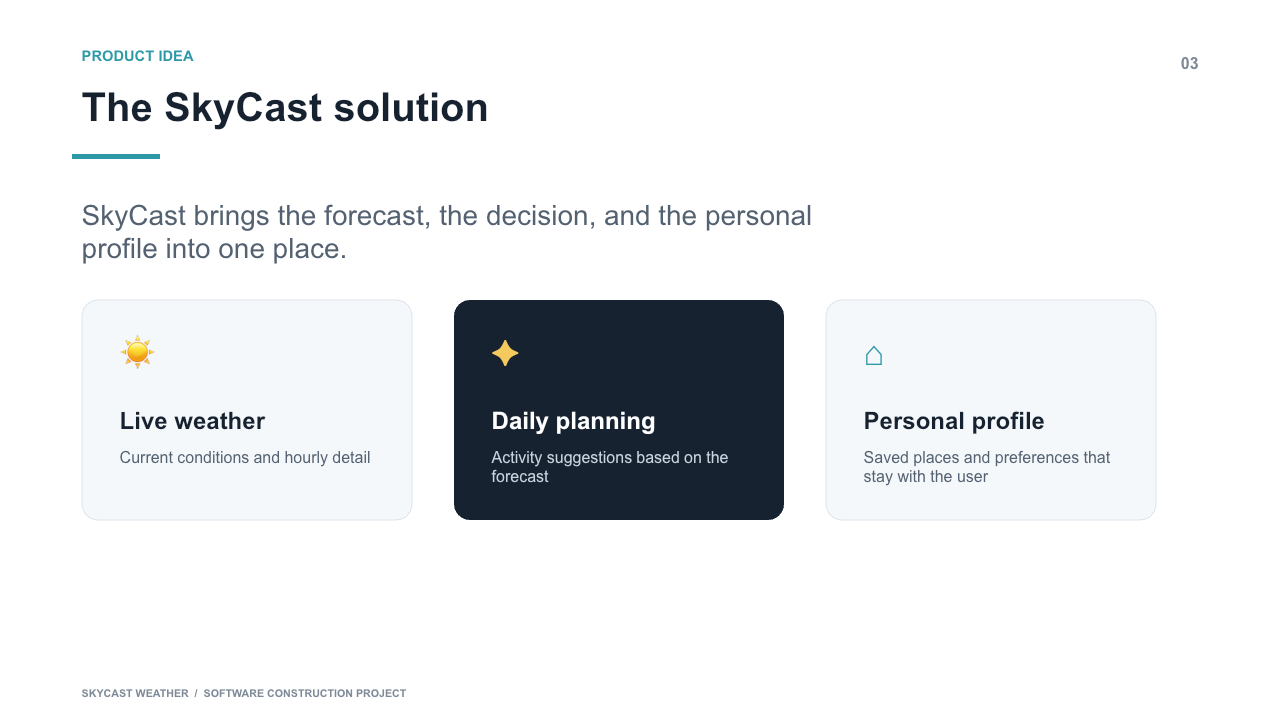 PRODUCT IDEA
03
The SkyCast solution
SkyCast brings the forecast, the decision, and the personal
profile into one place.
Live weather
Current conditions and hourly detail
Daily planning
Activity suggestions based on the
forecast
Personal profile
Saved places and preferences that
stay with the user
SKYCAST WEATHER / SOFTWARE CONSTRUCTION PROJECT